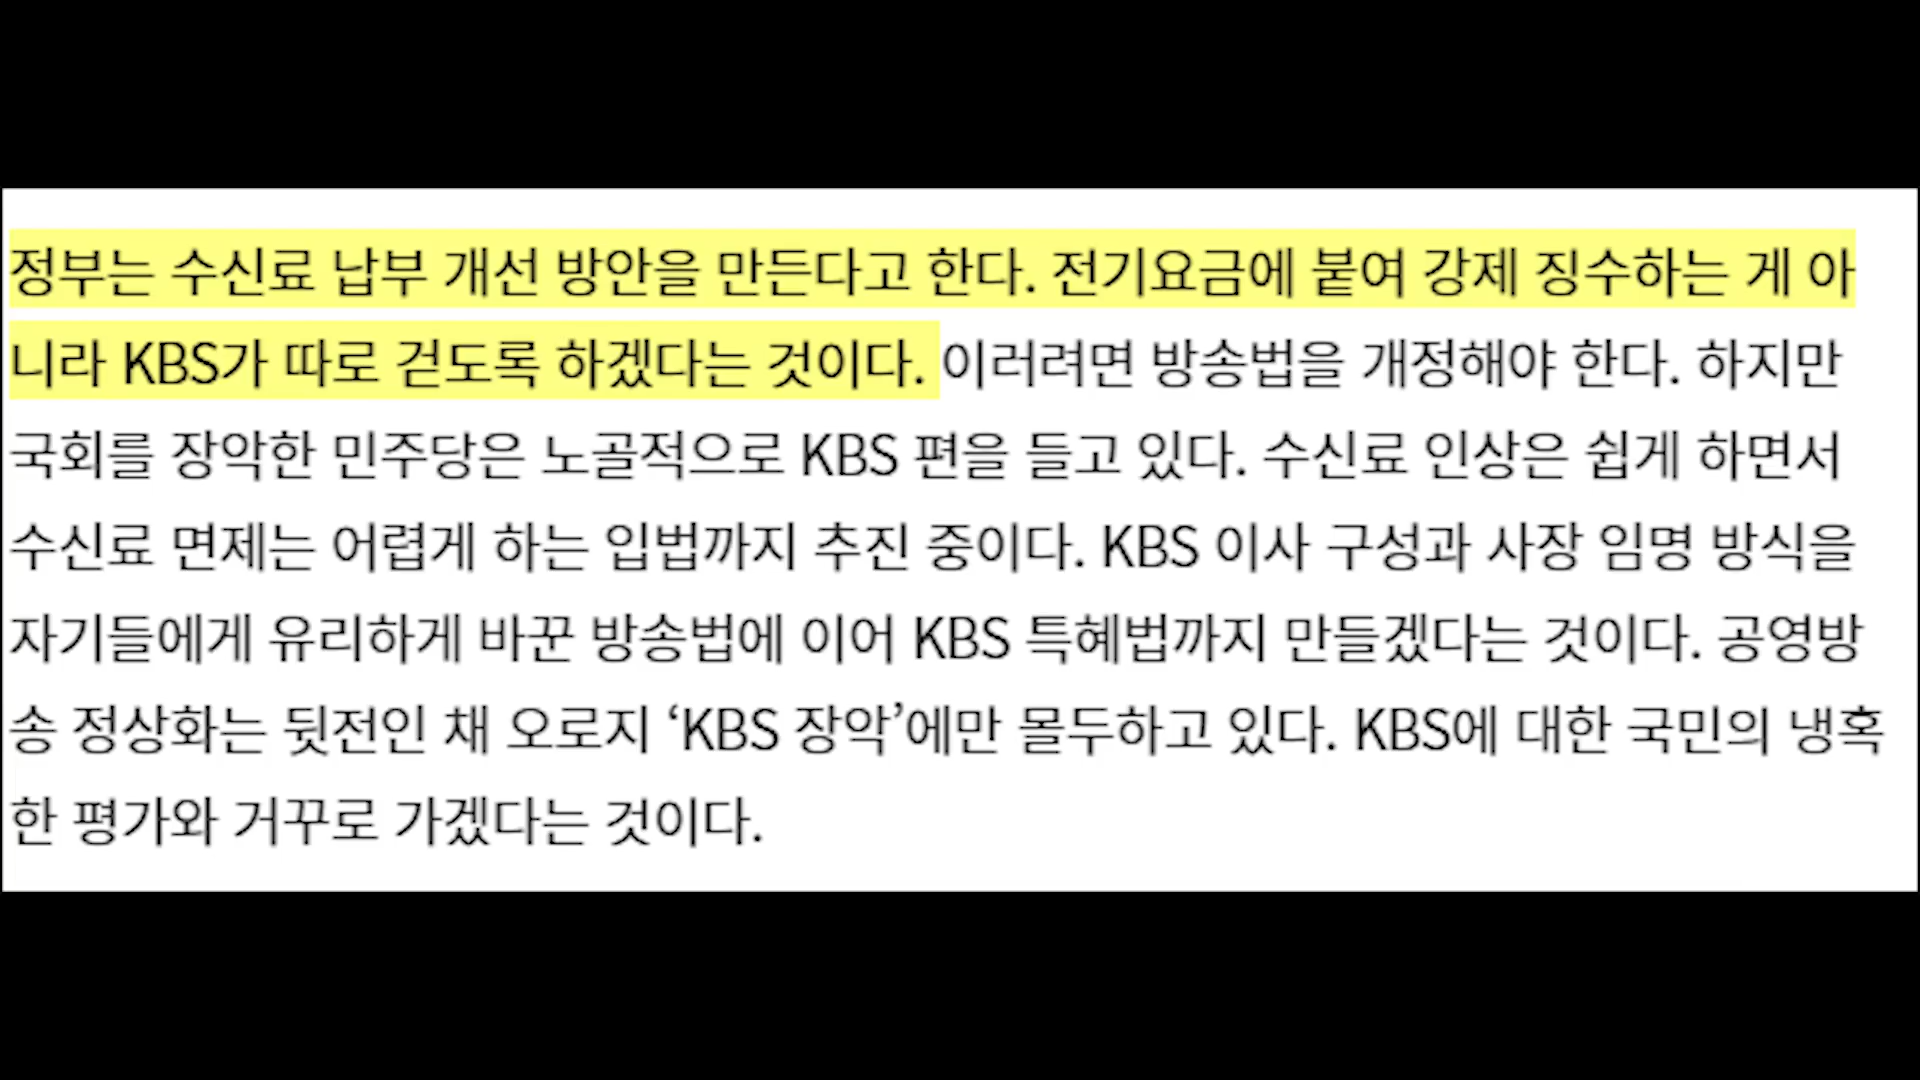 정부는 수신료 납부 개선 방안을 만든다고 한다. 전기요금에 붙여 강제 징수하는 게 아
니라 KBS가 따로 걷도록 하겠다는 것이다. 이러려면 방송법을 개정해야 한다. 하지만
국회를 장악한 민주당은 노골적으로 KBS 편을 들고 있다. 수신료 인상은 쉽게 하면서
수신료 면제는 어렵게 하는 입법까지 추진 중이다. KBS 이사 구성과 사장 임명 방식을
자기들에게 유리하게 바꾼 방송법에 이어 KBS 특혜법까지 만들겠다는 것이다. 공영방
송 정상화는 뒷전인 채 오로지 ‘KBS 장악’에만 몰두하고 있다. KBS에 대한 국민의 냉혹
한 평가와 거꾸로 가겠다는 것이다.